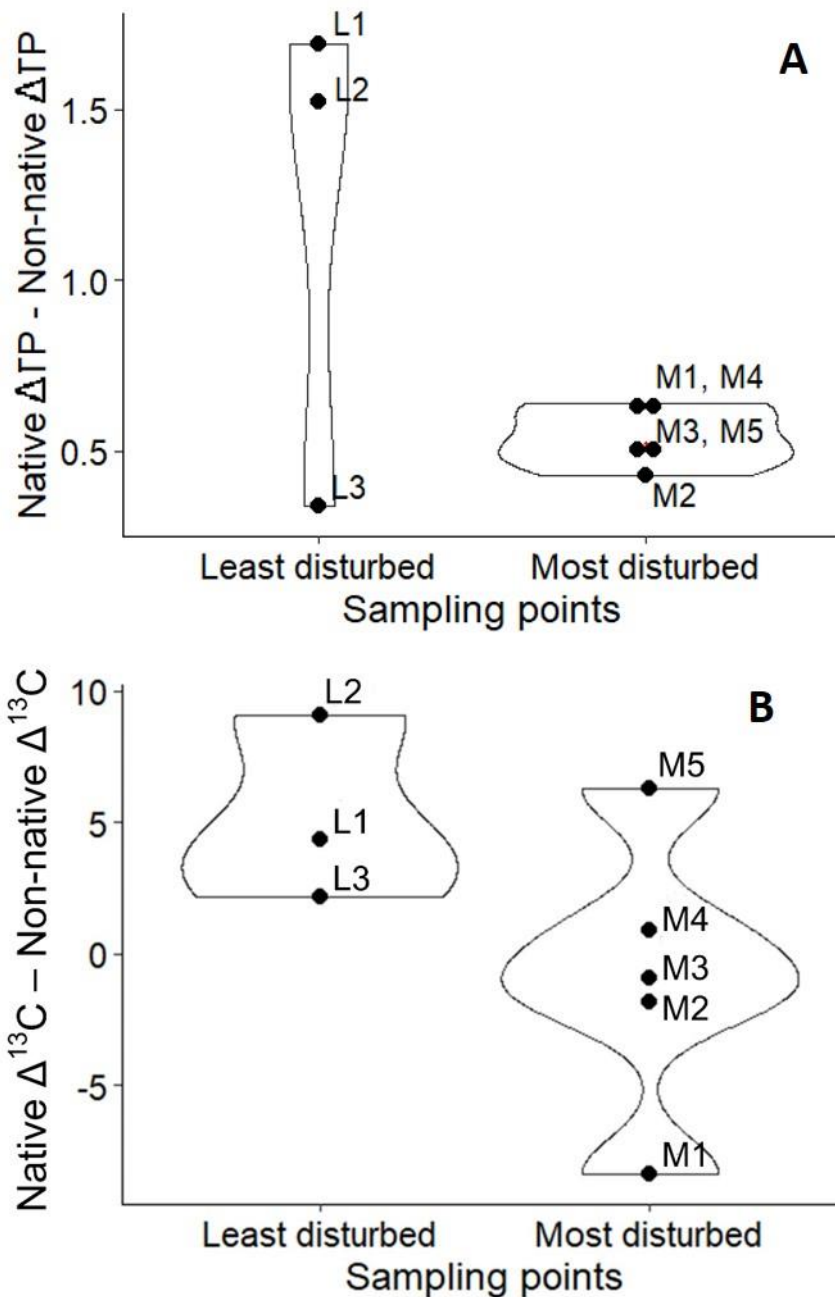 A
Native ΔTP - Non-native ΔTP
1.5
1.0
0.5
L1
L2
L3
M1, M4
M3, M5
M2
Least disturbed
Most disturbed
Sampling points
B
Native Δ¹³C – Non-native Δ¹³C
10
5
0
-5
L2
L1
L3
M5
M4
M3
M2
M1
Least disturbed
Most disturbed
Sampling points